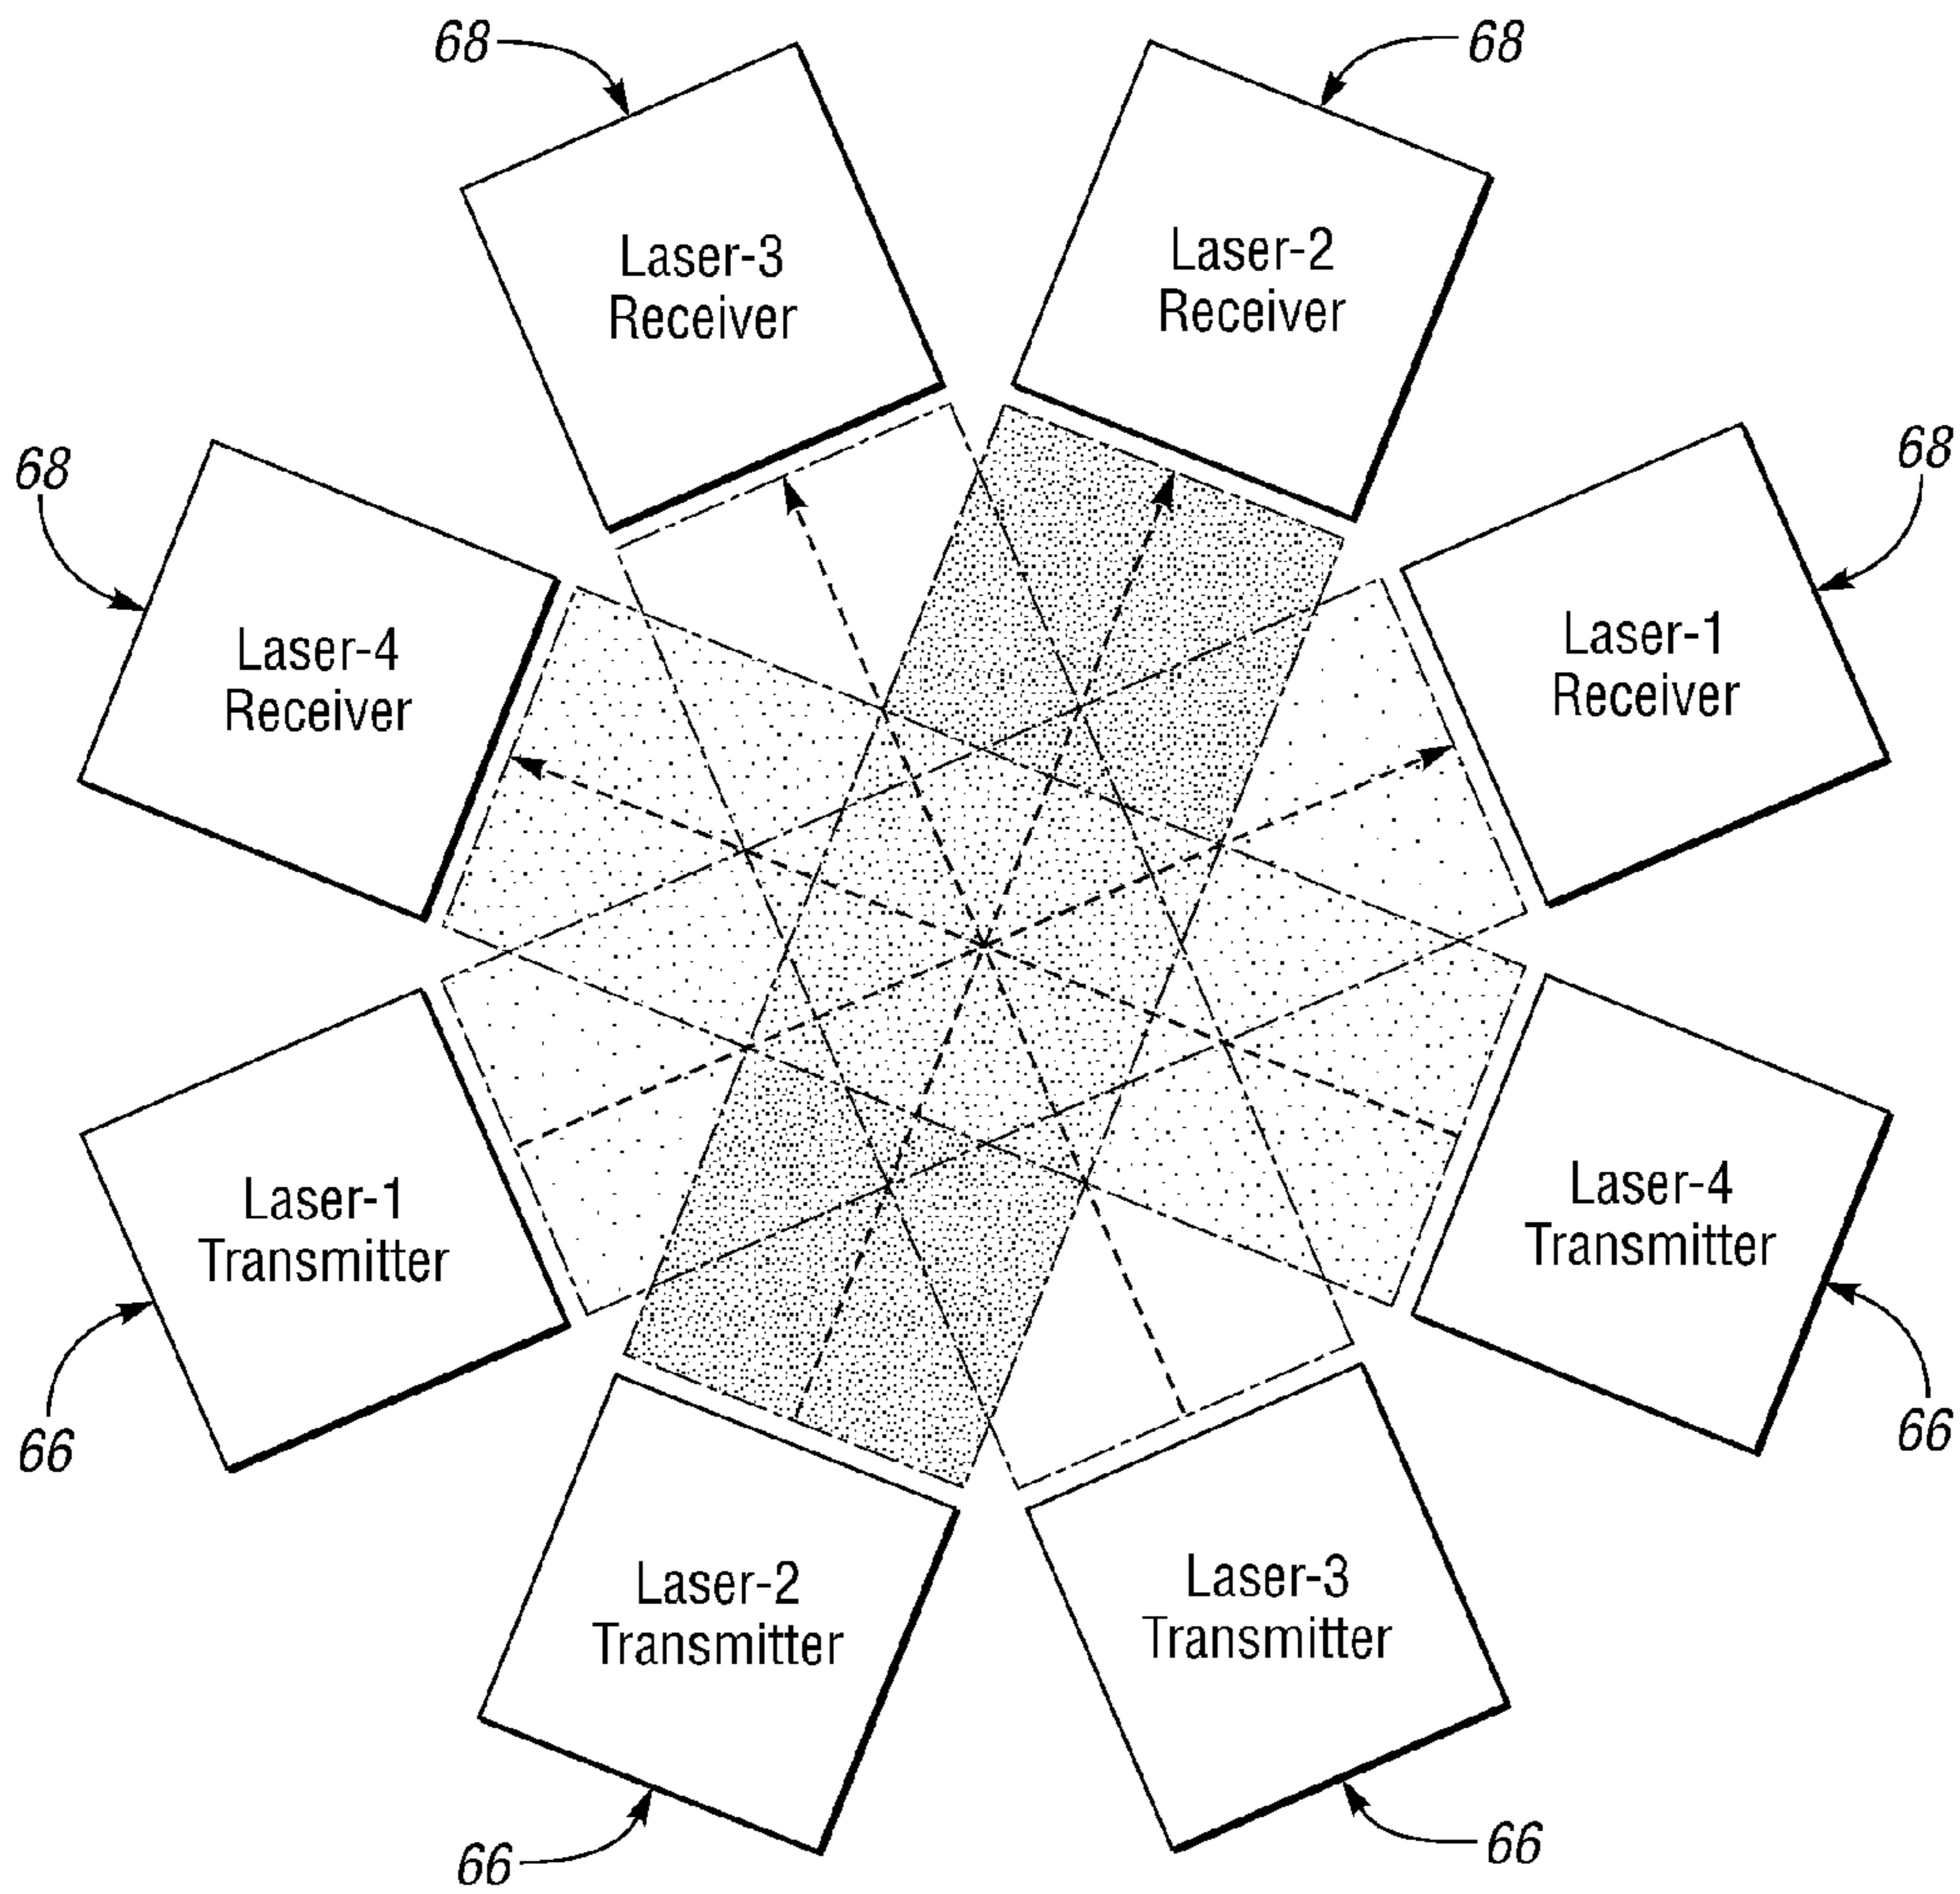 68
68
Laser-3
Receiver
Laser-2
Receiver
68
68
Laser-4
Receiver
Laser-1
Receiver
Laser-1
Transmitter
Laser-4
Transmitter
66
66
Laser-2
Transmitter
Laser-3
Transmitter
66
66